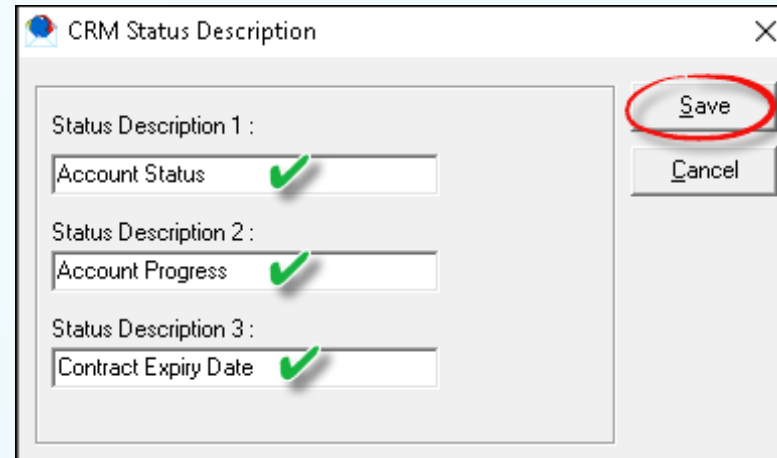 CRM Status Description
Save
Status Description 1 :
Account Status
Cancel
Status Description 2 :
Account Progress
Status Description 3 :
Contract Expiry Date